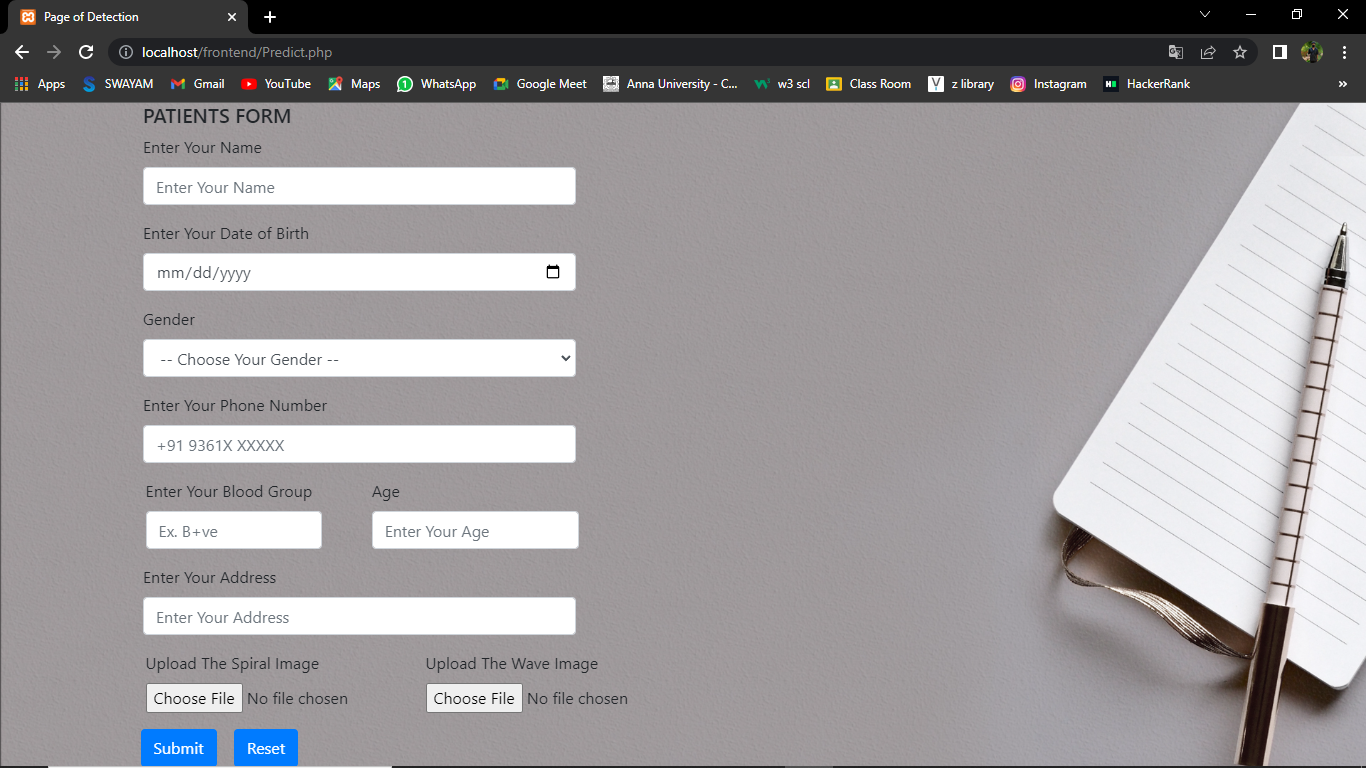 Page of Detection
localhost/frontend/Predict.php
Apps SWAYAM Gmail YouTube Maps WhatsApp Google Meet Anna University - C... w3 scl Class Room z library Instagram HackerRank »
PATIENTS FORM
Enter Your Name
Enter Your Name
Enter Your Date of Birth
mm/dd/yyyy
Gender
-- Choose Your Gender --
Enter Your Phone Number
+91 9361X XXXXX
Enter Your Blood Group Age
Ex. B+ve Enter Your Age
Enter Your Address
Enter Your Address
Upload The Spiral Image Upload The Wave Image
Choose File No file chosen Choose File No file chosen
Submit Reset